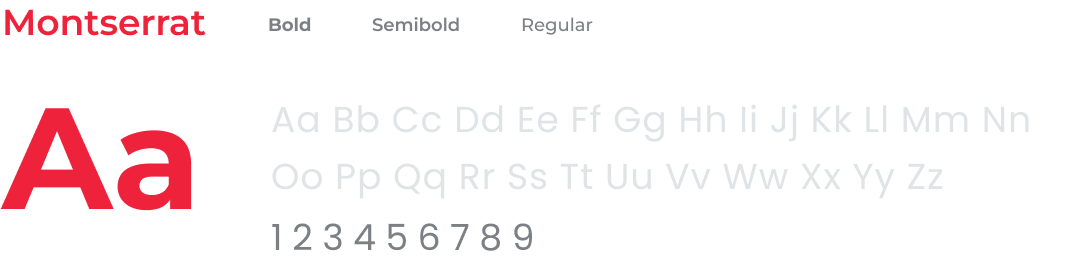 Montserrat Bold Semibold Regular
Aa
Aa Bb Cc Dd Ee Ff Gg Hh Ii Jj Kk Ll Mm Nn
Oo Pp Qq Rr Ss Tt Uu Vv Ww Xx Yy Zz
1 2 3 4 5 6 7 8 9